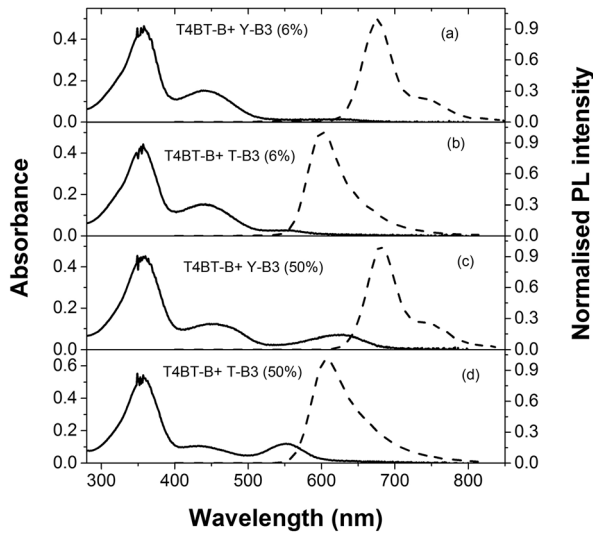 T4BT-B+ Y-B3 (6%)
(a)
0.4
0.2
0.0
0.9
0.6
0.3
0.0
T4BT-B+ T-B3 (6%)
(b)
0.4
0.2
0.0
0.9
0.6
0.3
0.0
T4BT-B+ Y-B3 (50%)
(c)
0.4
0.2
0.0
0.9
0.6
0.3
0.0
T4BT-B+ T-B3 (50%)
(d)
0.6
0.4
0.2
0.0
0.9
0.6
0.3
0.0
300 400 500 600 700 800
Absorbance
Normalised PL intensity
Wavelength (nm)